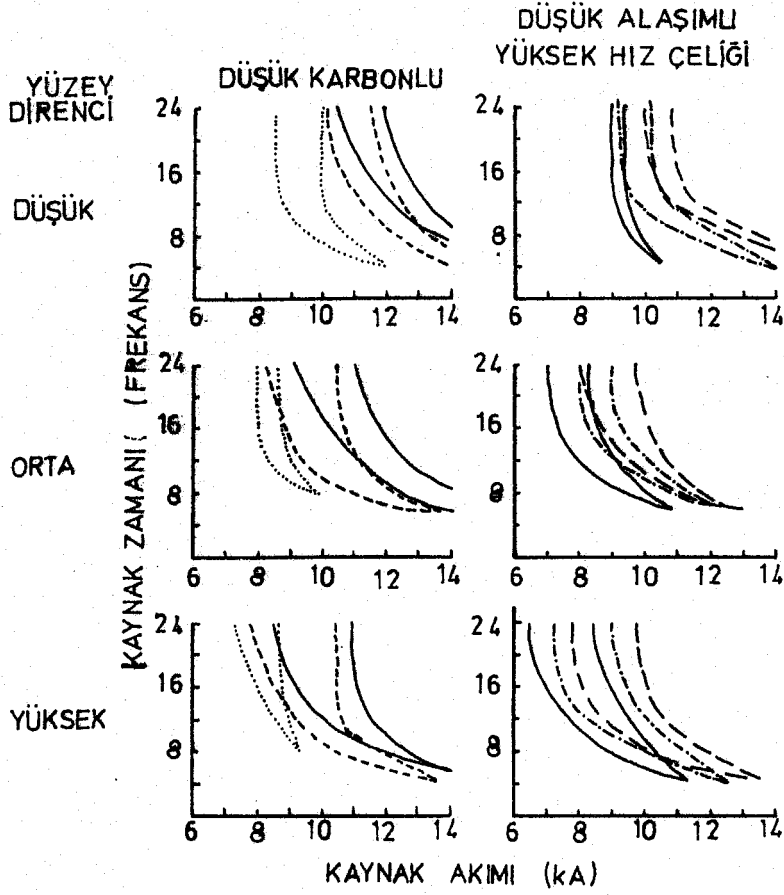 DÜŞÜK ALAŞIMLI
YÜKSEK HIZ ÇELİĞİ
YÜZEY
DİRENCİ
DÜŞÜK KARBONLU
DÜŞÜK
24
16
8
6 8 10 12 14
24
16
8
6 8 10 12 14
ORTA
24
16
8
6 8 10 12 14
24
16
8
6 8 10 12 14
YÜKSEK
24
16
8
6 8 10 12 14
24
16
8
6 8 10 12 14
KAYNAK ZAMANI (FREKANS)
KAYNAK AKIMI (kA)